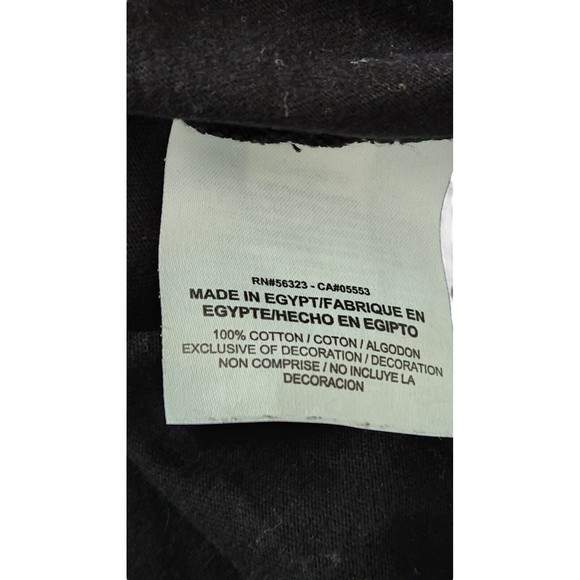 RN#56323 - CA#05553
MADE IN EGYPT/FABRIQUE EN
EGYPTE/HECHO EN EGIPTO
100% COTTON / COTON / ALGODON
EXCLUSIVE OF DECORATION / DECORATION
NON COMPRISE / NO INCLUYE LA
DECORACION